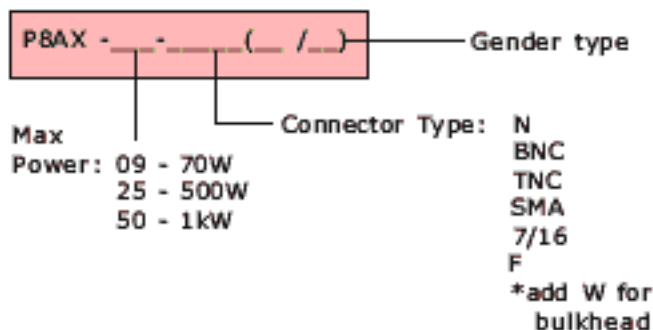 P8AX -___-_____(__ /__)
Gender type
Max
Power: 09 - 70W
25 - 500W
50 - 1kW
Connector Type: N
BNC
TNC
SMA
7/16
F
*add W for
bulkhead